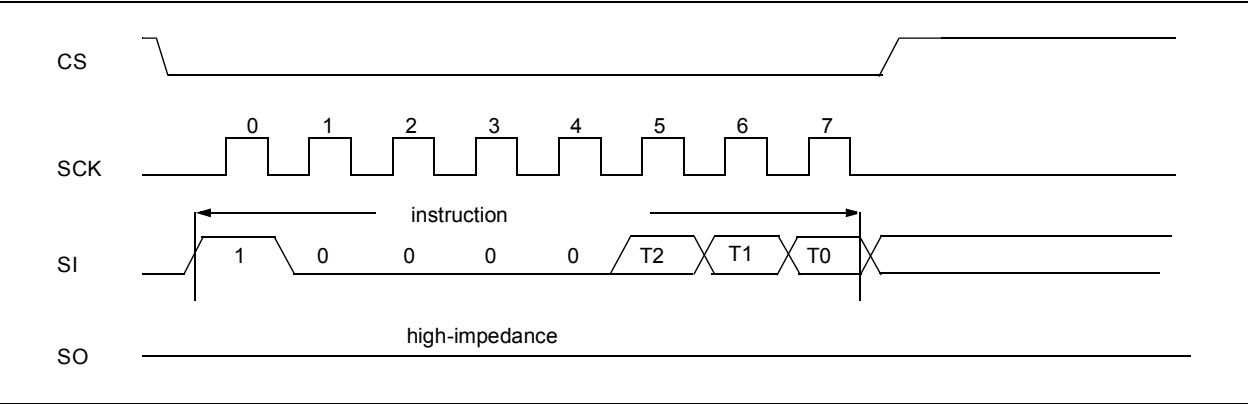 CS
0 1 2 3 4 5 6 7
SCK
instruction
SI 1 0 0 0 0 T2 T1 T0
high-impedance
SO